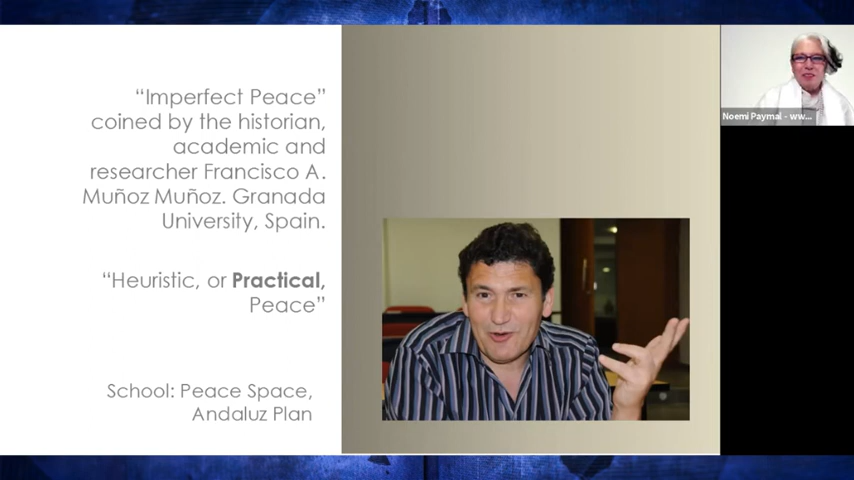 “Imperfect Peace”
coined by the historian,
academic and
researcher Francisco A.
Muñoz Muñoz. Granada
University, Spain.
“Heuristic, or Practical,
Peace”
School: Peace Space,
Andaluz Plan
Noemi Paymal - ww...